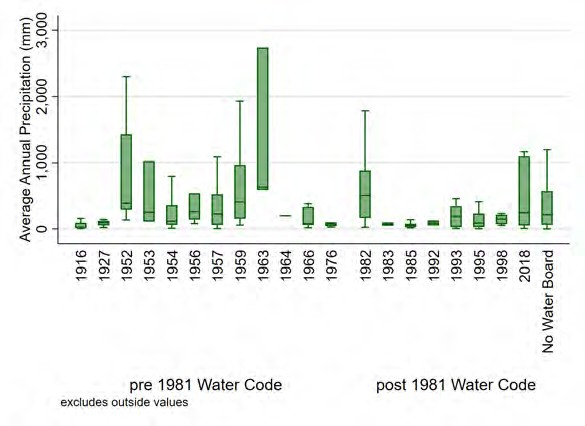 Average Annual Precipitation (mm)
3,000
2,000
1,000
0
1916 1927 1952 1953 1954 1956 1957 1959 1963 1964 1966 1976 1982 1983 1985 1992 1993 1995 1998 2018 No Water Board
pre 1981 Water Code post 1981 Water Code
excludes outside values